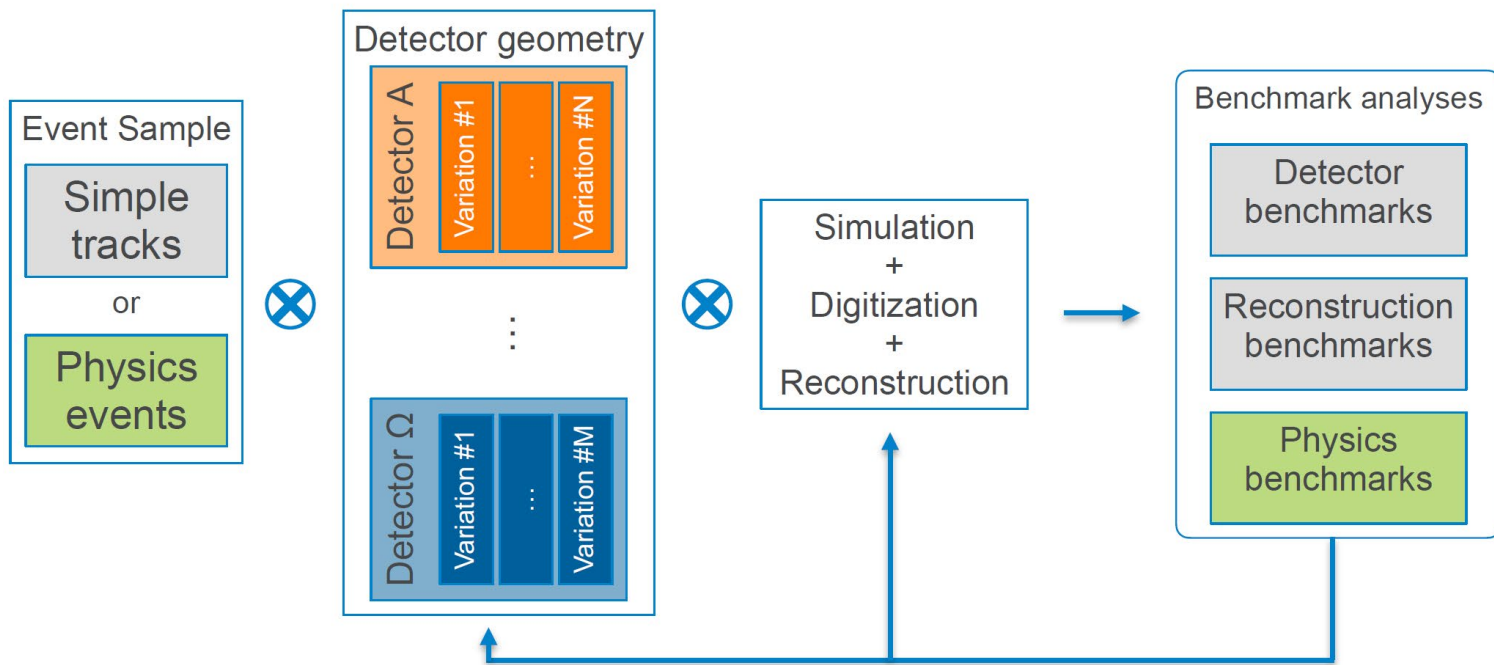 Event Sample
Simple
tracks
or
Physics
events
Detector geometry
Detector A
Variation #1
...
Variation #N
⋮
Detector Ω
Variation #1
...
Variation #M
Simulation
+
Digitization
+
Reconstruction
Benchmark analyses
Detector
benchmarks
Reconstruction
benchmarks
Physics
benchmarks